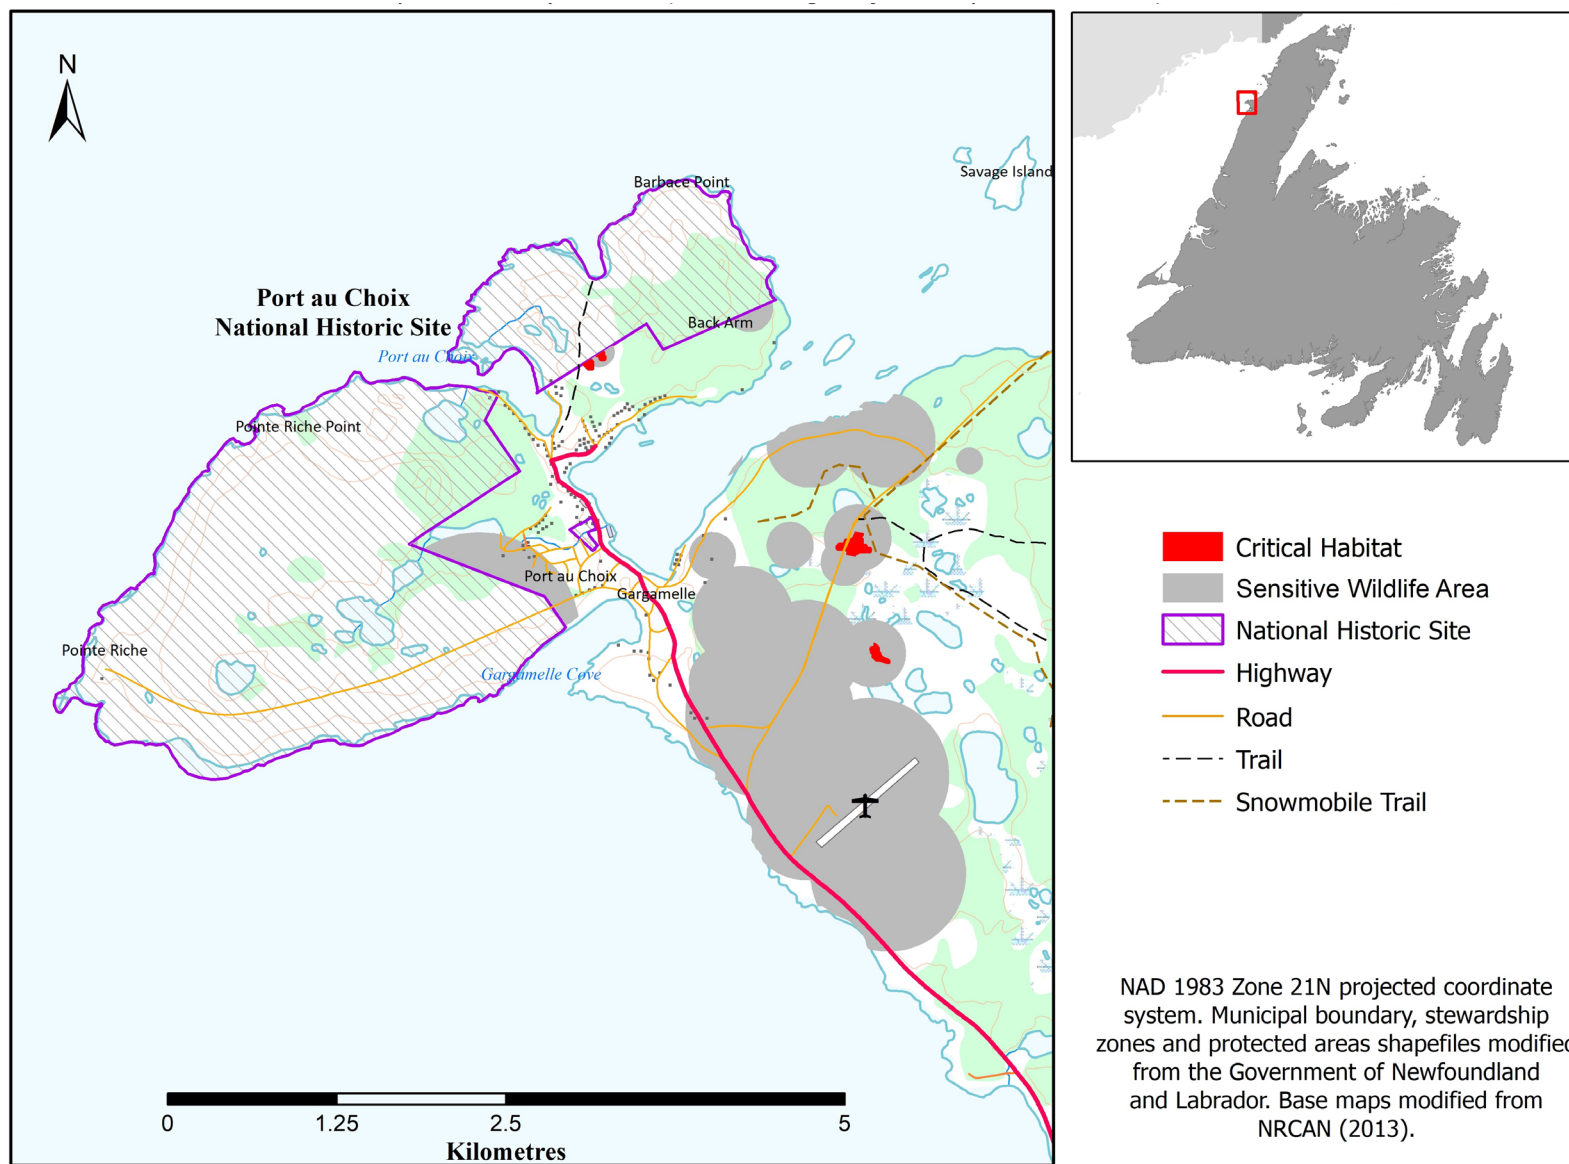 N
Barbace Point
Savage Island
Port au Choix
National Historic Site
Back Arm
Port au Choix
Pointe Riche Point
Port au Choix
Gargamelle
Pointe Riche
Gargamelle Cove
0
1.25
2.5
5
Kilometres
Critical Habitat
Sensitive Wildlife Area
National Historic Site
Highway
Road
Trail
Snowmobile Trail
NAD 1983 Zone 21N projected coordinate
system. Municipal boundary, stewardship
zones and protected areas shapefiles modified
from the Government of Newfoundland
and Labrador. Base maps modified from
NRCAN (2013).